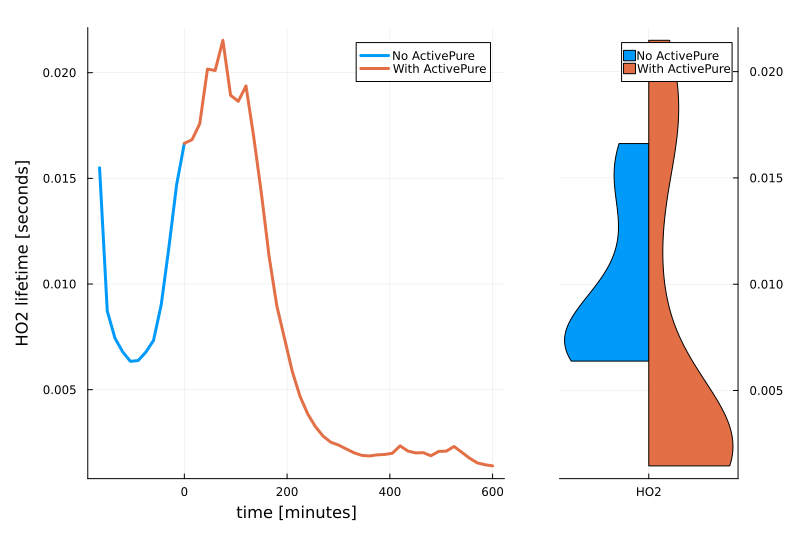 No ActivePure
With ActivePure
HO2 lifetime [seconds]
0.020
0.015
0.010
0.005
0
200
400
600
time [minutes]
No ActivePure
With ActivePure
0.020
0.015
0.010
0.005
HO2